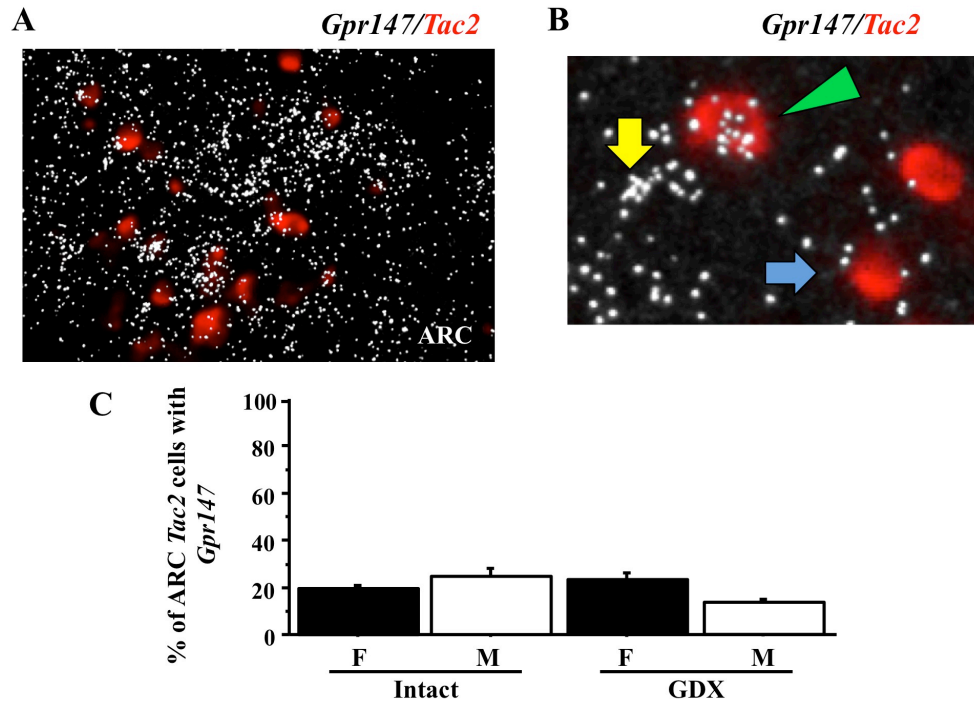 A
Gpr147/Tac2
ARC
B
Gpr147/Tac2
C
% of ARC Tac2 cells with
Gpr147
100
80
60
40
20
0
F
M
F
M
Intact
GDX